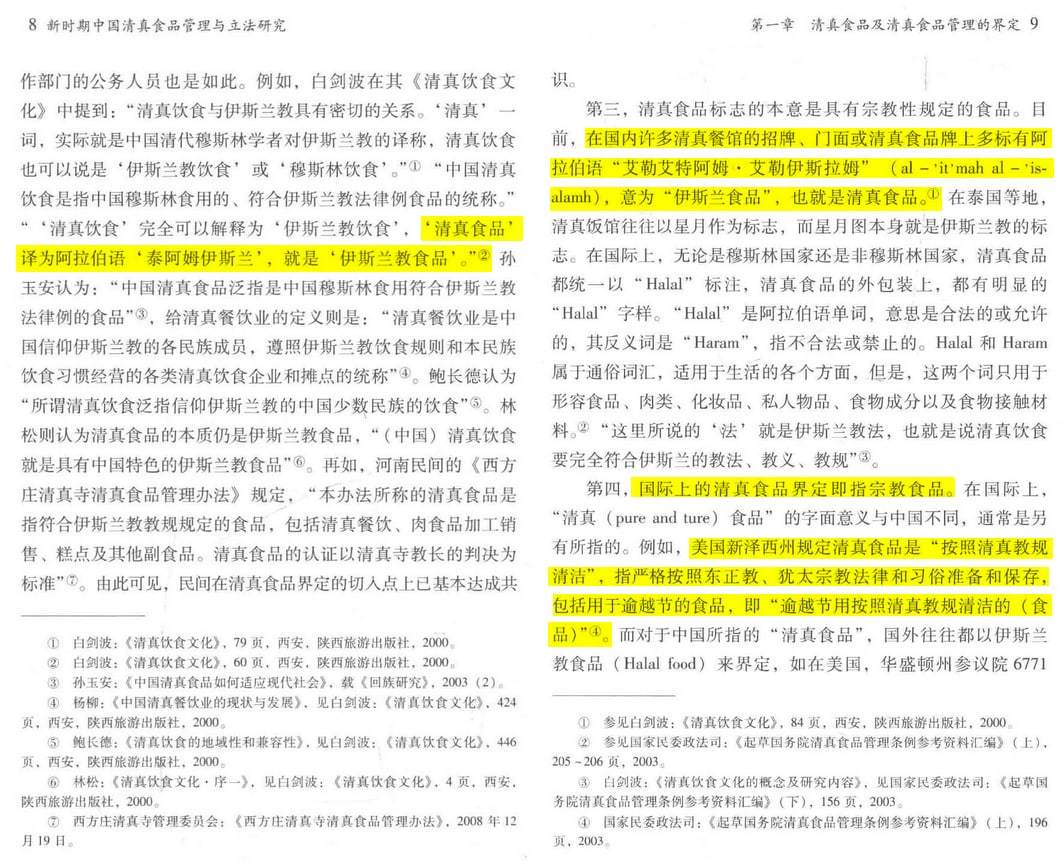 8 新时期中国清真食品管理与立法研究
作部门的公务人员也是如此。例如，白剑波在其《清真饮食文
化》中提到：“清真饮食与伊斯兰教具有密切的关系。‘清真’一
词，实际就是中国清代穆斯林学者对伊斯兰教的译称，清真饮食
也可以说是‘伊斯兰教饮食’或‘穆斯林饮食’。”① “中国清真
饮食是指中国穆斯林食用的、符合伊斯兰教法律例食品的统称。”
“‘清真饮食’完全可以解释为‘伊斯兰教饮食’，‘清真食品’
译为阿拉伯语‘泰阿姆伊斯兰’，就是‘伊斯兰教食品’。”② 孙
玉安认为：“中国清真食品泛指是中国穆斯林食用符合伊斯兰教
法律例的食品”③，给清真餐饮业的定义则是：“清真餐饮业是中
国信仰伊斯兰教的各民族成员，遵照伊斯兰教饮食规则和本民族
饮食习惯经营的各类清真饮食企业和摊点的统称”④。鲍长德认为
“所谓清真饮食泛指信仰伊斯兰教的中国少数民族的饮食”⑤。林
松则认为清真食品的本质仍是伊斯兰教食品，“（中国）清真饮食
就是具有中国特色的伊斯兰教食品”⑥。再如，河南民间的《西方
庄清真寺清真食品管理办法》规定，“本办法所称的清真食品是
指符合伊斯兰教教规规定的食品，包括清真餐饮、肉食品加工销
售、糕点及其他副食品。清真食品的认证以清真寺教长的判决为
标准”⑦。由此可见，民间在清真食品界定的切入点上已基本达成共
① 白剑波：《清真饮食文化》，79 页，西安，陕西旅游出版社，2000。
② 白剑波：《清真饮食文化》，60 页，西安，陕西旅游出版社，2000。
③ 孙玉安：《中国清真食品如何适应现代社会》，载《回族研究》，2003（2）。
④ 杨柳：《中国清真餐饮业的现状与发展》，见白剑波：《清真饮食文化》，424
页，西安，陕西旅游出版社，2000。
⑤ 鲍长德：《清真饮食的地域性和兼容性》，见白剑波：《清真饮食文化》，446
页，西安，陕西旅游出版社，2000。
⑥ 林松：《清真饮食文化·序一》，见白剑波：《清真饮食文化》，4 页，西安，
陕西旅游出版社，2000。
⑦ 西方庄清真寺管理委员会：《西方庄清真寺清真食品管理办法》，2008 年 12
月 19 日。
第一章 清真食品及清真食品管理的界定 9
识。
第三，清真食品标志的本意是具有宗教性规定的食品。目
前，在国内许多清真餐馆的招牌、门面或清真食品牌上多标有阿
拉伯语“艾勒艾特阿姆·艾勒伊斯拉姆”（al－'it'mah al－'is-
alamh），意为“伊斯兰食品”，也就是清真食品。① 在泰国等地，
清真饭馆往往以星月作为标志，而星月图本身就是伊斯兰教的标
志。在国际上，无论是穆斯林国家还是非穆斯林国家，清真食品
都统一以“Halal”标注，清真食品的外包装上，都有明显的
“Halal”字样。“Halal”是阿拉伯语单词，意思是合法的或允许
的，其反义词是“Haram”，指不合法或禁止的。Halal 和 Haram
属于通俗词汇，适用于生活的各个方面，但是，这两个词只用于
形容食品、肉类、化妆品、私人物品、食物成分以及食物接触材
料。② “这里所说的‘法’就是伊斯兰教法，也就是说清真饮食
要完全符合伊斯兰的教法、教义、教规”③。
第四，国际上的清真食品界定即指宗教食品。在国际上，
“清真（pure and ture）食品”的字面意义与中国不同，通常是另
有所指的。例如，美国新泽西州规定清真食品是“按照清真教规
清洁”，指严格按照东正教、犹太宗教法律和习俗准备和保存，
包括用于逾越节的食品，即“逾越节用按照清真教规清洁的（食
品）”④。而对于中国所指的“清真食品”，国外往往都以伊斯兰
教食品（Halal food）来界定，如在美国，华盛顿州参议院 6771
① 参见白剑波：《清真饮食文化》，84 页，西安，陕西旅游出版社，2000。
② 参见国家民委政法司：《起草国务院清真食品管理条例参考资料汇编》（上），
205～206 页，2003。
③ 白剑波：《清真饮食文化的概念及研究内容》，见国家民委政法司：《起草国
务院清真食品管理条例参考资料汇编》（下），156 页，2003。
④ 国家民委政法司：《起草国务院清真食品管理条例参考资料汇编》（上），196
页，2003。